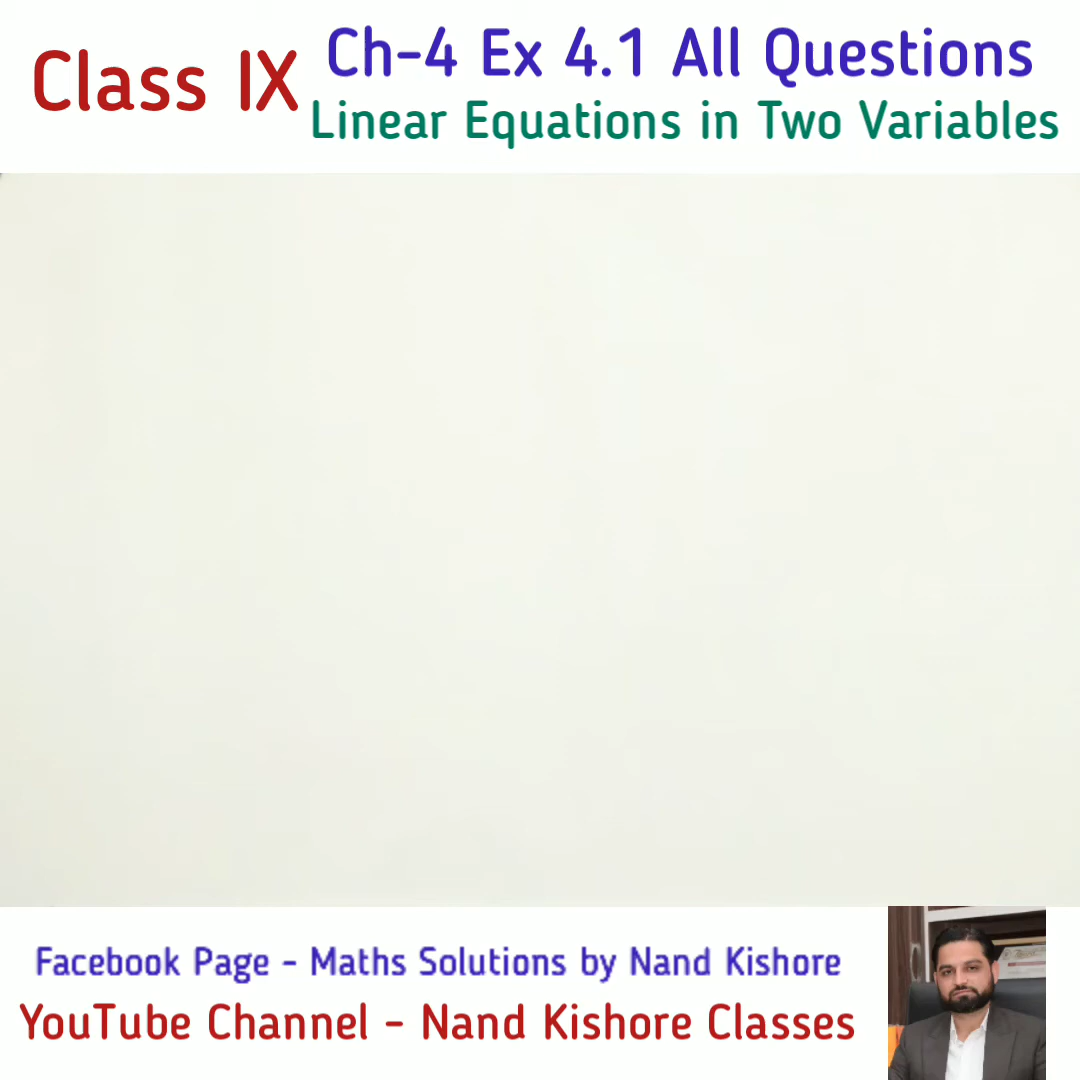 Class IX
Ch-4 Ex 4.1 All Questions
Linear Equations in Two Variables
Facebook Page - Maths Solutions by Nand Kishore
YouTube Channel - Nand Kishore Classes